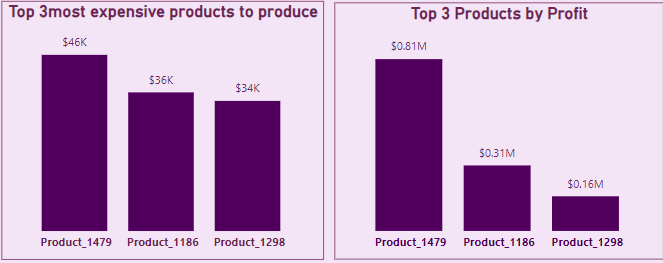 Top 3most expensive products to produce
$46K
$36K
$34K
Product_1479 Product_1186 Product_1298
Top 3 Products by Profit
$0.81M
$0.31M
$0.16M
Product_1479 Product_1186 Product_1298